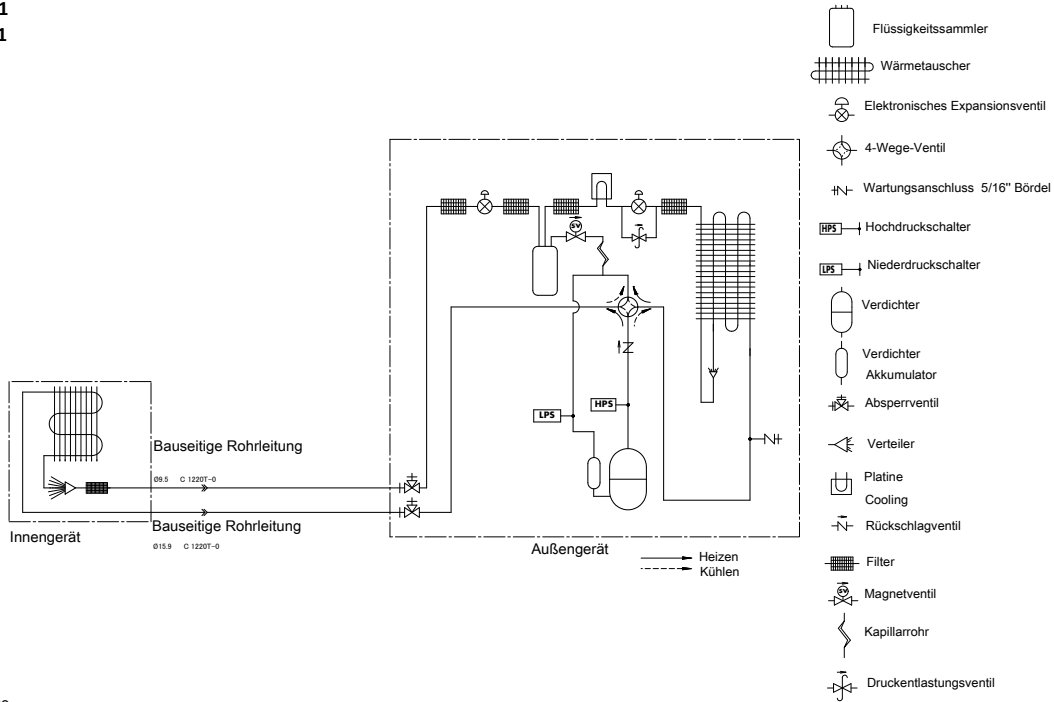 1
1
Flüssigkeitssammler
Wärmetauscher
Elektronisches Expansionsventil
4-Wege-Ventil
Wartungsanschluss 5/16" Bördel
HPS
Hochdruckschalter
LPS
Niederdruckschalter
Verdichter
Verdichter
Akkumulator
Absperrventil
Verteiler
Platine
Cooling
Rückschlagventil
Filter
SV
Magnetventil
Kapillarrohr
Druckentlastungsventil
SV
LPS
HPS
Bauseitige Rohrleitung
Ø9.5 C 1220T-0
Bauseitige Rohrleitung
Ø15.9 C 1220T-0
Innengerät
Außengerät
Heizen
Kühlen